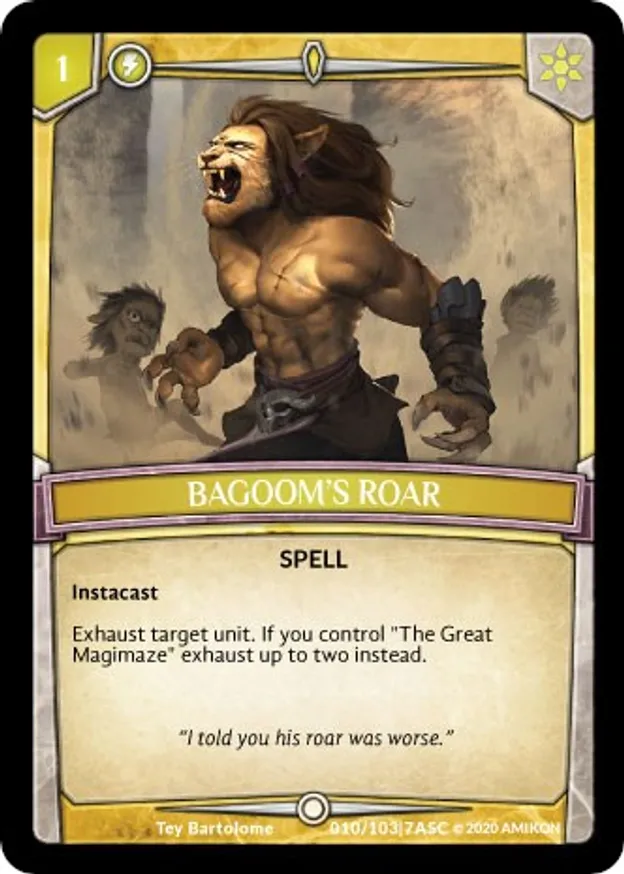 1
BAGOOM'S ROAR
SPELL
Instacast
Exhaust target unit. If you control "The Great
Magimaze" exhaust up to two instead.
"I told you his roar was worse."
Tey Bartolome 010/103|7ASC © 2020 AMIKON